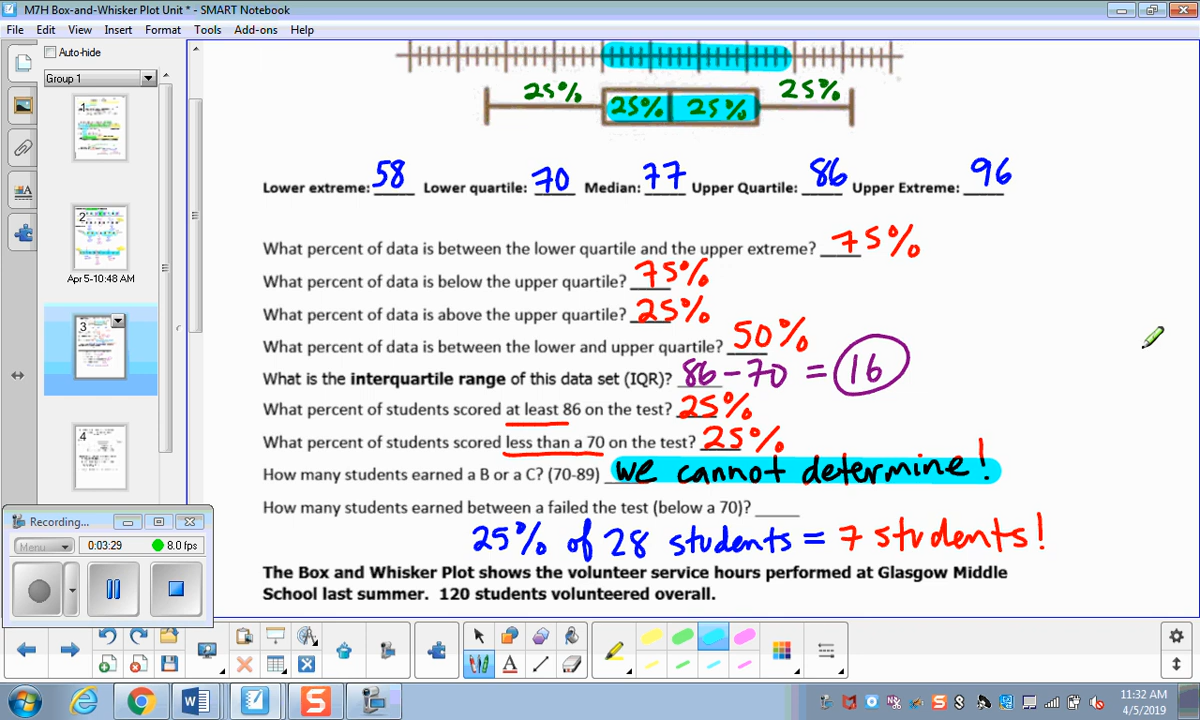 M7H Box-and-Whisker Plot Unit * - SMART Notebook
File Edit View Insert Format Tools Add-ons Help
Auto-hide
Group 1
1
2
Apr 5-10:48 AM
3
4
25% 25% 25% 25%
Lower extreme: 58 Lower quartile: 70 Median: 77 Upper Quartile: 86 Upper Extreme: 96
What percent of data is between the lower quartile and the upper extreme? 75%
What percent of data is below the upper quartile? 75%
What percent of data is above the upper quartile? 25%
What percent of data is between the lower and upper quartile? 50%
What is the interquartile range of this data set (IQR)? 86 - 70 = 16
What percent of students scored at least 86 on the test? 25%
What percent of students scored less than a 70 on the test? 25%
How many students earned a B or a C? (70-89) we cannot determine!
How many students earned between a failed the test (below a 70)?
25% of 28 students = 7 students!
The Box and Whisker Plot shows the volunteer service hours performed at Glasgow Middle
School last summer. 120 students volunteered overall.
Recording...
Menu 0:03:29 8.0 fps
11:32 AM
4/5/2019